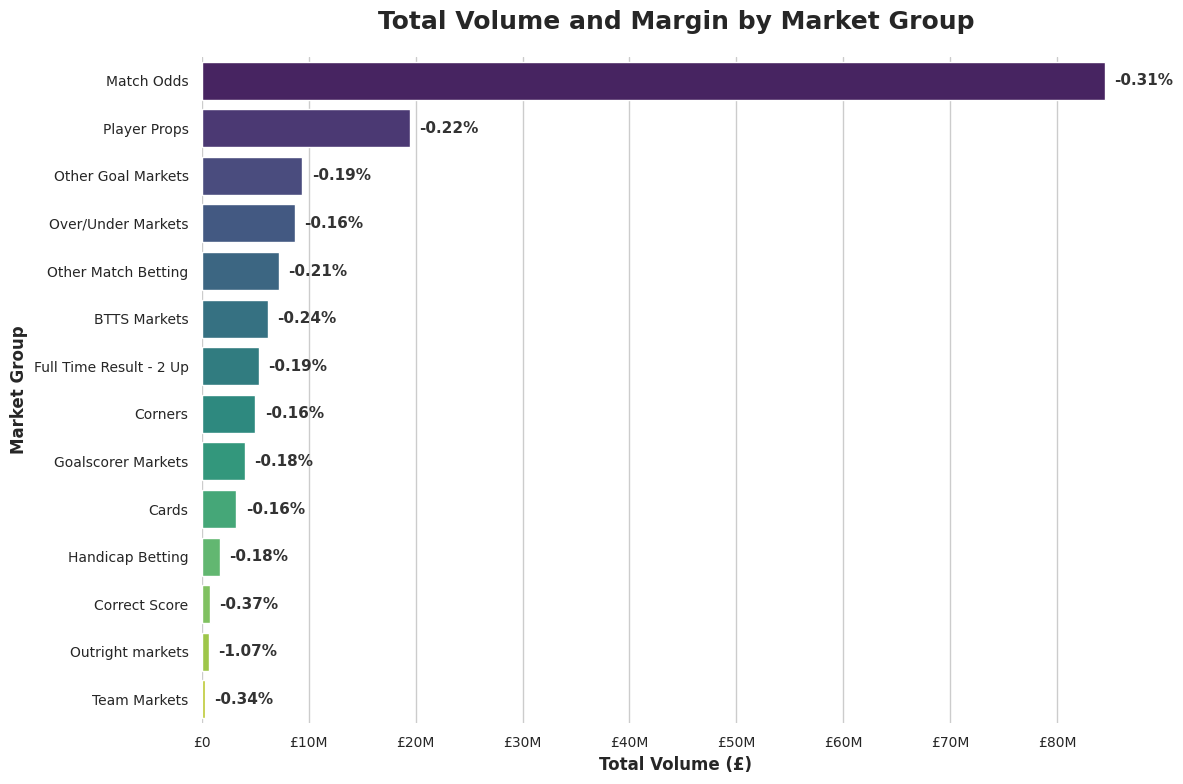 Total Volume and Margin by Market Group
Match Odds -0.31%
Player Props -0.22%
Other Goal Markets -0.19%
Over/Under Markets -0.16%
Other Match Betting -0.21%
BTTS Markets -0.24%
Full Time Result - 2 Up -0.19%
Corners -0.16%
Goalscorer Markets -0.18%
Cards -0.16%
Handicap Betting -0.18%
Correct Score -0.37%
Outright markets -1.07%
Team Markets -0.34%
Market Group
£0 £10M £20M £30M £40M £50M £60M £70M £80M
Total Volume (£)